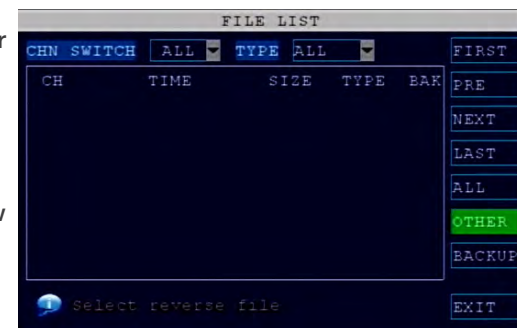 r
FILE LIST
CHN SWITCH ALL TYPE ALL
FIRST
CH TIME SIZE TYPE BAK
PRE
NEXT
LAST
ALL
OTHER
BACKUP
Select reverse file
EXIT